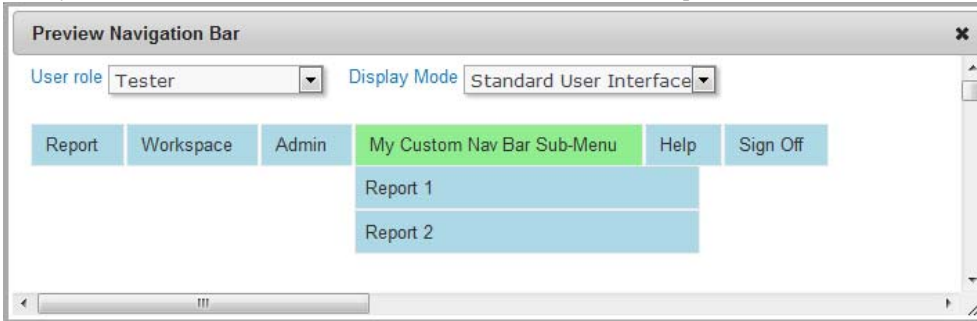 Preview Navigation Bar
User role Tester Display Mode Standard User Interface
Report Workspace Admin My Custom Nav Bar Sub-Menu Help Sign Off
Report 1
Report 2